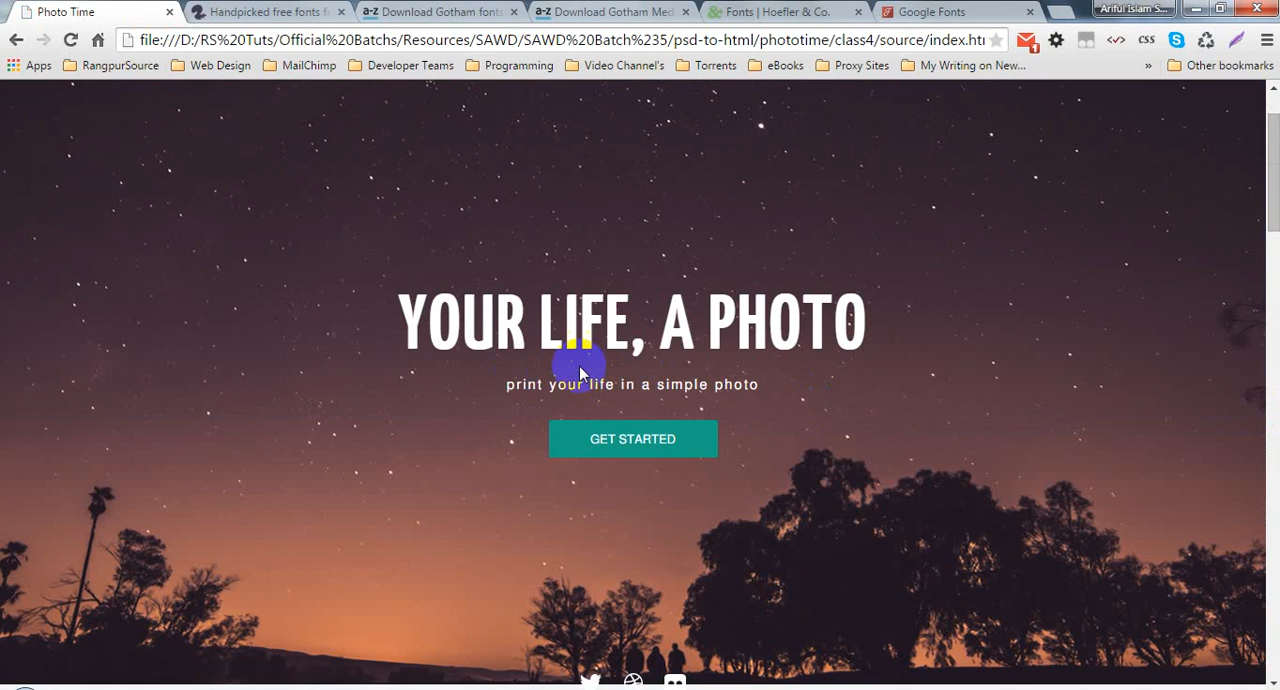 Photo Time
Handpicked free fonts f
Download Gotham font
Download Gotham Med
Fonts | Hoefler & Co.
Google Fonts
Ariful Islam S...
file:///D:/RS%20Tuts/Official%20Batchs/Resources/SAWD/SAWD%20Batch%235/psd-to-html/phototime/class4/source/index.htm
1
CSS
Apps
RangpurSource
Web Design
MailChimp
Developer Teams
Programming
Video Channel's
Torrents
eBooks
Proxy Sites
My Writing on New...
»
Other bookmarks
YOUR LIFE, A PHOTO
print your life in a simple photo
GET STARTED